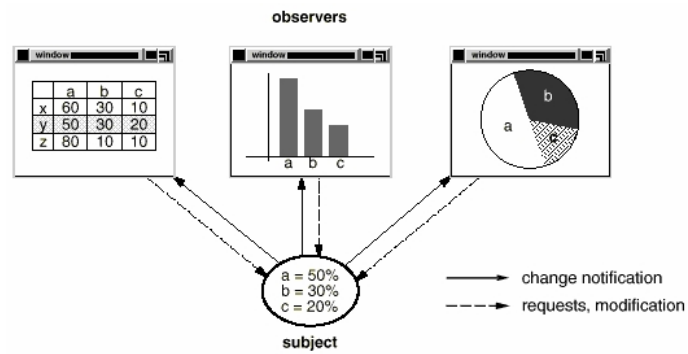 observers
window
window
window
a b c
x 60 30 10
y 50 30 20
z 80 10 10
a b c
a
b
c
a = 50%
b = 30%
c = 20%
subject
change notification
requests, modification